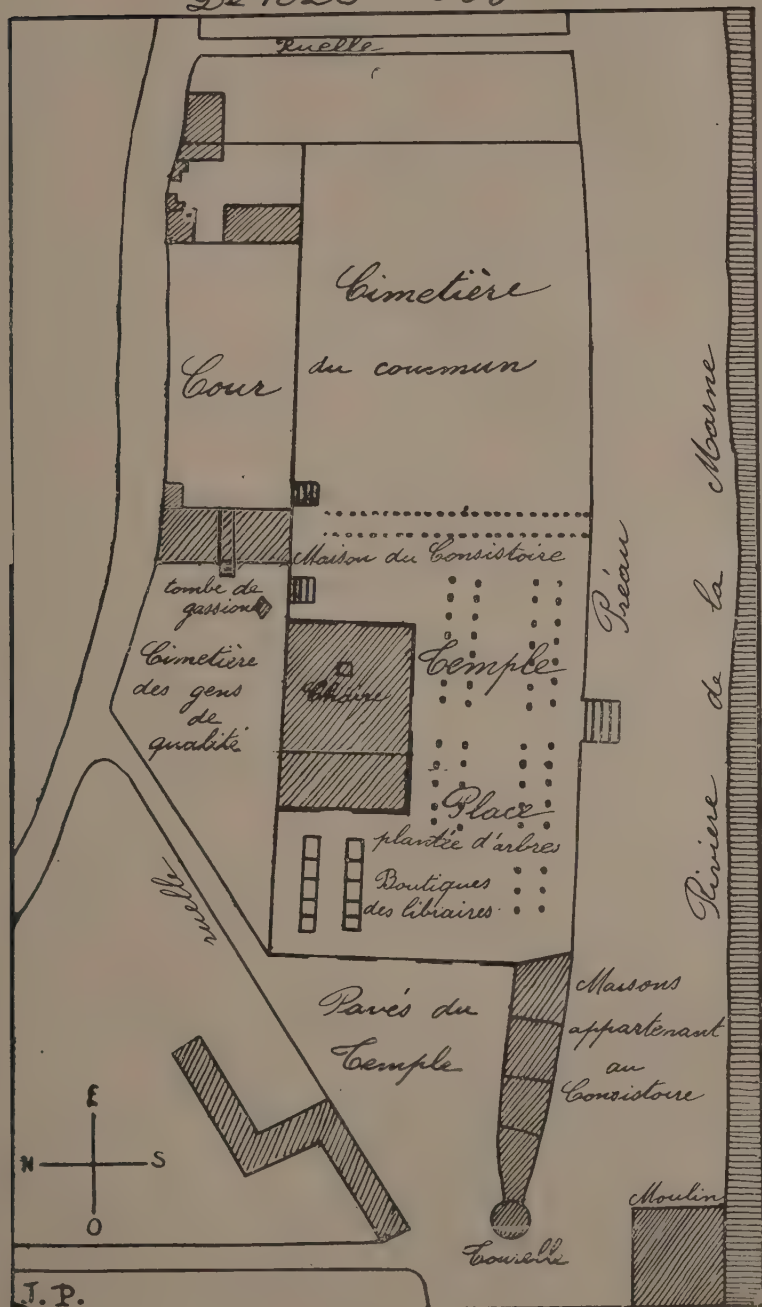 Ruelle
Cimetière
du cousmun
Cour
Maison du Consistoire
tombe de
gassion
Cimetière
des gens
de
qualité
Chaire
Temple
Préau
Rivière de la Marne
Place
plantée d'arbres
Boutiques
des libraires
ruelle
Pavés du
Temple
Maisons
appartenant
au
Consistoire
E
N S
O
Moulin
Tourelle
J. P.